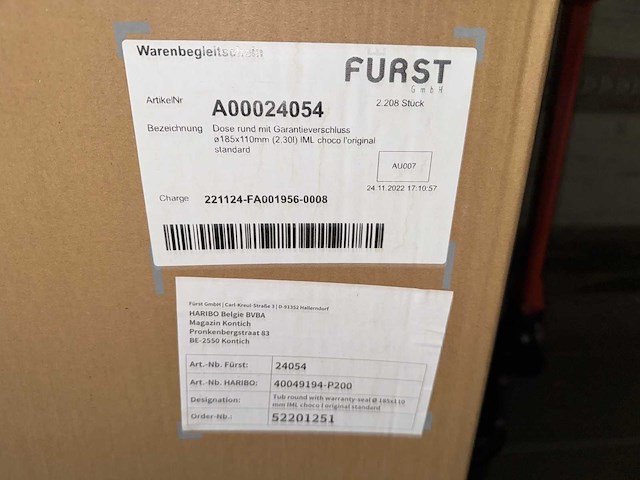 Warenbegleitschein
FURST
GmbH
ArtikelNr A00024054 2.208 Stück
Bezeichnung Dose rund mit Garantieverschluss
ø185x110mm (2.30l) IML choco l'original
standard
AU007
24.11.2022 17:10:57
Charge 221124-FA001956-0008
Fürst GmbH | Carl-Kreul-Straße 3 | D-91352 Hallerndorf
HARIBO Belgie BVBA
Magazin Kontich
Pronkenbergstraat 83
BE-2550 Kontich
Art.-Nb. Fürst: 24054
Art.-Nb. HARIBO: 40049194-P200
Designation: Tub round with warranty-seal Ø 185x110
mm IML choco l original standard
Order-Nb.: 52201251